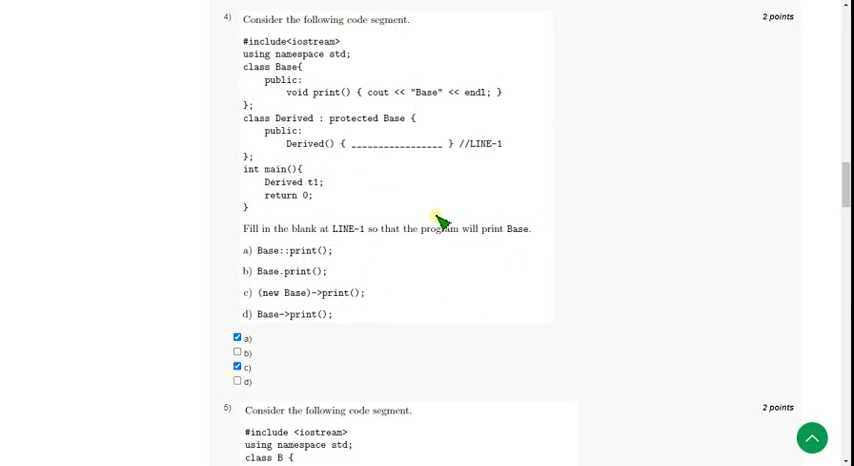 4) Consider the following code segment. 2 points
#include<iostream>
using namespace std;
class Base{
public:
void print() { cout << "Base" << endl; }
};
class Derived : protected Base {
public:
Derived() { _________________ } //LINE-1
};
int main(){
Derived t1;
return 0;
}
Fill in the blank at LINE-1 so that the program will print Base.
a) Base::print();
b) Base.print();
c) (new Base)->print();
d) Base->print();
a)
b)
c)
d)
5) Consider the following code segment. 2 points
#include <iostream>
using namespace std;
class B {